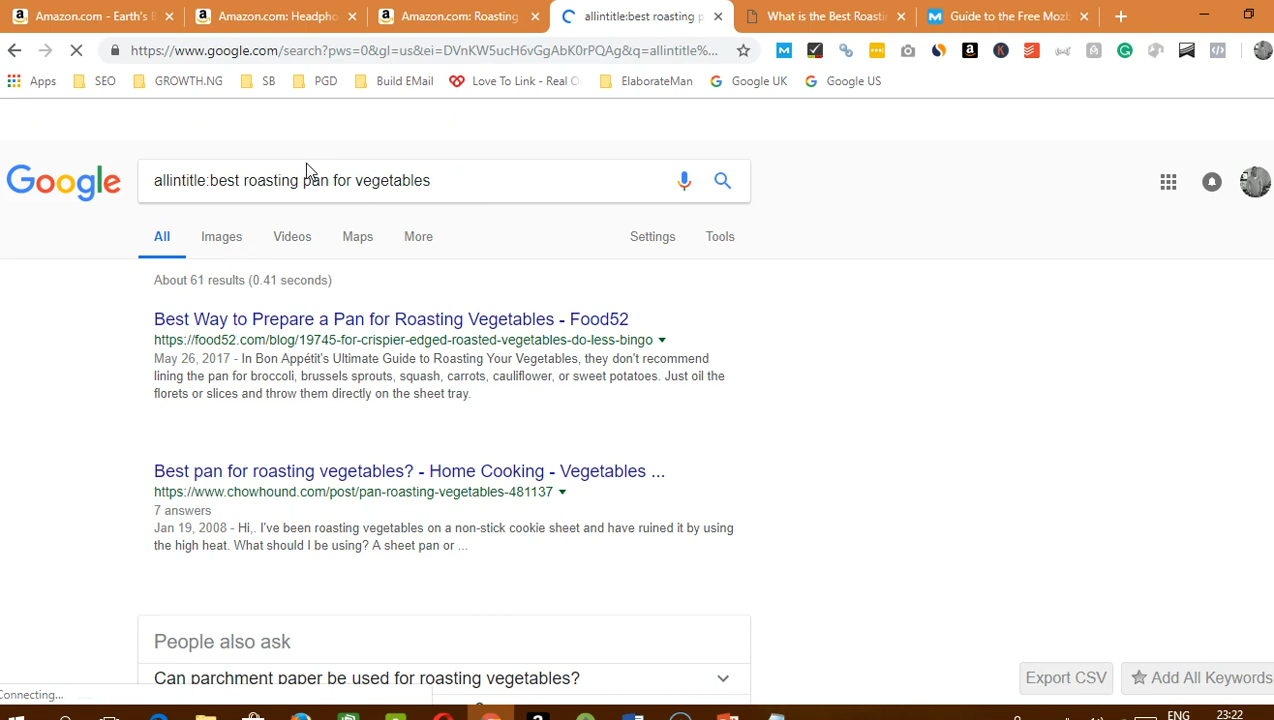 Amazon.com - Earth's B
Amazon.com: Headpho
Amazon.com: Roasting
allintitle:best roasting p
What is the Best Roastin
Guide to the Free Mozb
https://www.google.com/search?pws=0&gl=us&ei=DVnKW5ucH6vGgAbK0rPQAg&q=allintitle%...
Apps
SEO
GROWTH.NG
SB
PGD
Build EMail
Love To Link - Real O
ElaborateMan
Google UK
Google US
Google
allintitle:best roasting pan for vegetables
All
Images
Videos
Maps
More
Settings
Tools
About 61 results (0.41 seconds)
Best Way to Prepare a Pan for Roasting Vegetables - Food52
https://food52.com/blog/19745-for-crispier-edged-roasted-vegetables-do-less-bingo
May 26, 2017 - In Bon Appétit's Ultimate Guide to Roasting Your Vegetables, they don't recommend
lining the pan for broccoli, brussels sprouts, squash, carrots, cauliflower, or sweet potatoes. Just oil the
florets or slices and throw them directly on the sheet tray.
Best pan for roasting vegetables? - Home Cooking - Vegetables ...
https://www.chowhound.com/post/pan-roasting-vegetables-481137
7 answers
Jan 19, 2008 - Hi,. I've been roasting vegetables on a non-stick cookie sheet and have ruined it by using
the high heat. What should I be using? A sheet pan or ...
People also ask
Can parchment paper be used for roasting vegetables?
Export CSV
Add All Keywords
Connecting...
ENG
23:22